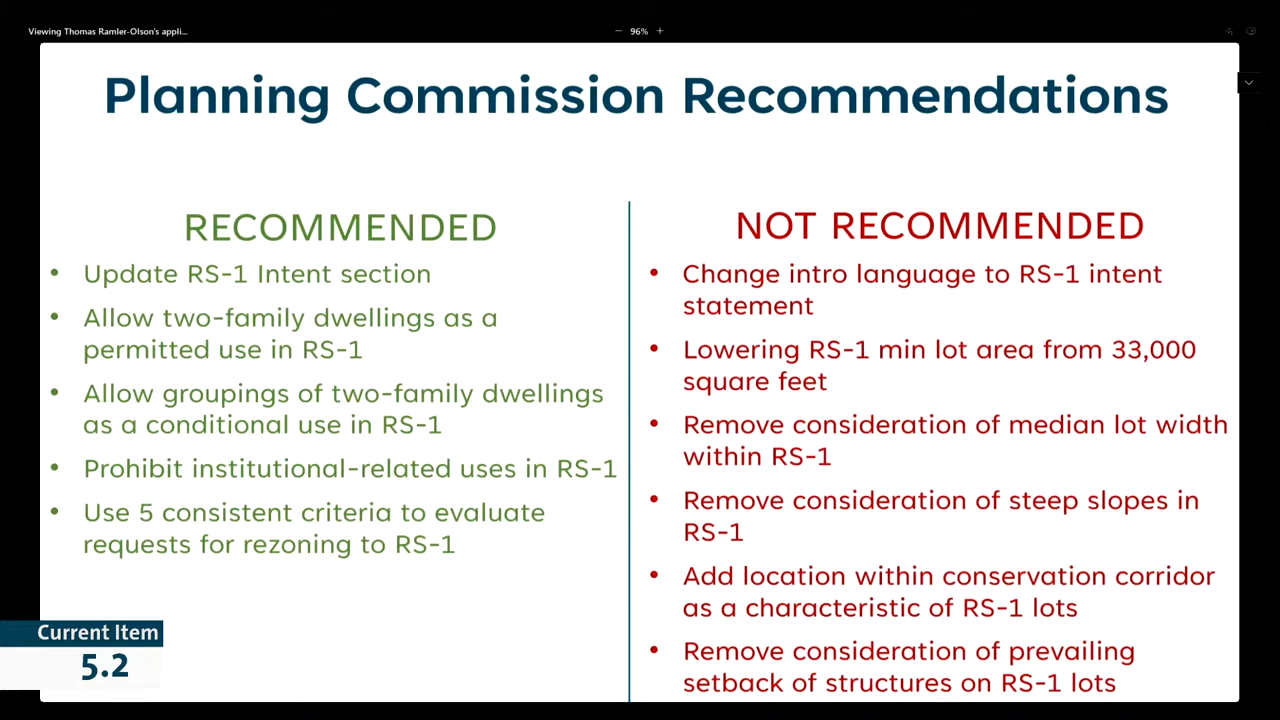 Viewing Thomas Ramler-Olson's appli...
96%
Planning Commission Recommendations
RECOMMENDED
• Update RS-1 Intent section
• Allow two-family dwellings as a
permitted use in RS-1
• Allow groupings of two-family dwellings
as a conditional use in RS-1
• Prohibit institutional-related uses in RS-1
• Use 5 consistent criteria to evaluate
requests for rezoning to RS-1
NOT RECOMMENDED
• Change intro language to RS-1 intent
statement
• Lowering RS-1 min lot area from 33,000
square feet
• Remove consideration of median lot width
within RS-1
• Remove consideration of steep slopes in
RS-1
• Add location within conservation corridor
as a characteristic of RS-1 lots
• Remove consideration of prevailing
setback of structures on RS-1 lots
Current Item
5.2